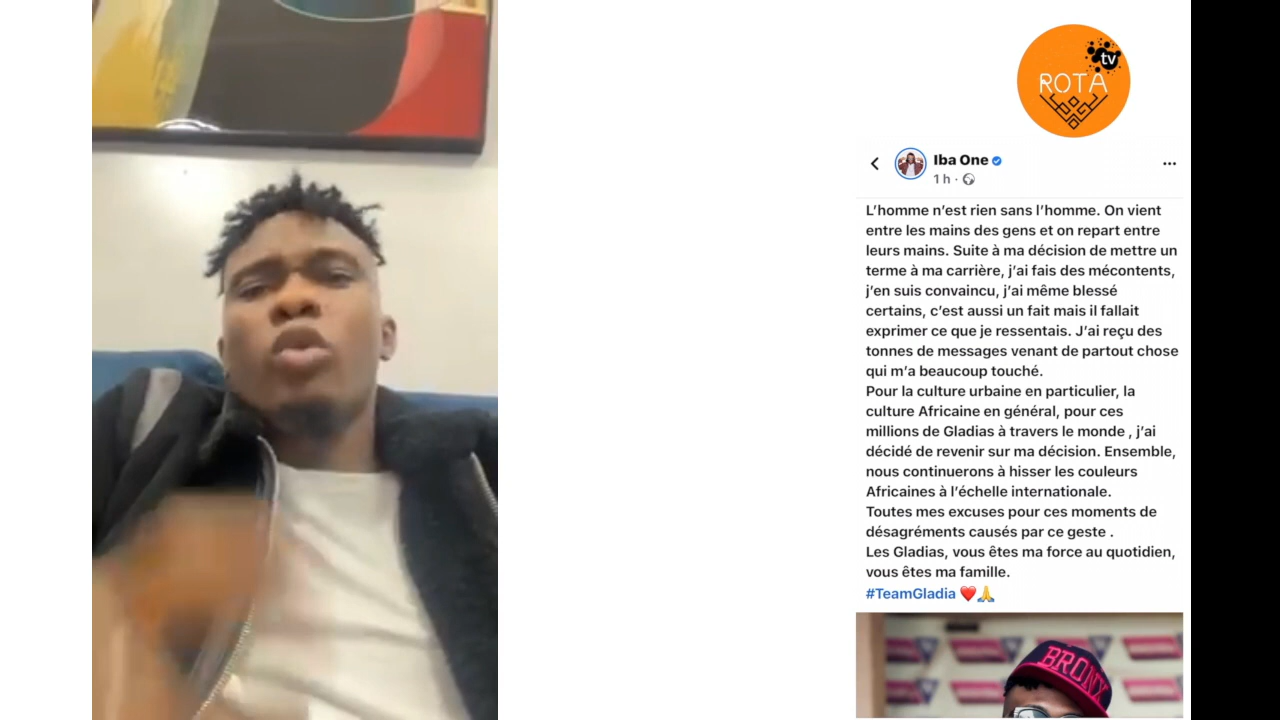 tv
ROTA
Iba One
1 h ·
L'homme n'est rien sans l'homme. On vient
entre les mains des gens et on repart entre
leurs mains. Suite à ma décision de mettre un
terme à ma carrière, j'ai fais des mécontents,
j'en suis convaincu, j'ai même blessé
certains, c'est aussi un fait mais il fallait
exprimer ce que je ressentais. J'ai reçu des
tonnes de messages venant de partout chose
qui m'a beaucoup touché.
Pour la culture urbaine en particulier, la
culture Africaine en général, pour ces
millions de Gladias à travers le monde , j'ai
décidé de revenir sur ma décision. Ensemble,
nous continuerons à hisser les couleurs
Africaines à l'échelle internationale.
Toutes mes excuses pour ces moments de
désagréments causés par ce geste .
Les Gladias, vous êtes ma force au quotidien,
vous êtes ma famille.
#TeamGladia ❤️🙏
BRONX